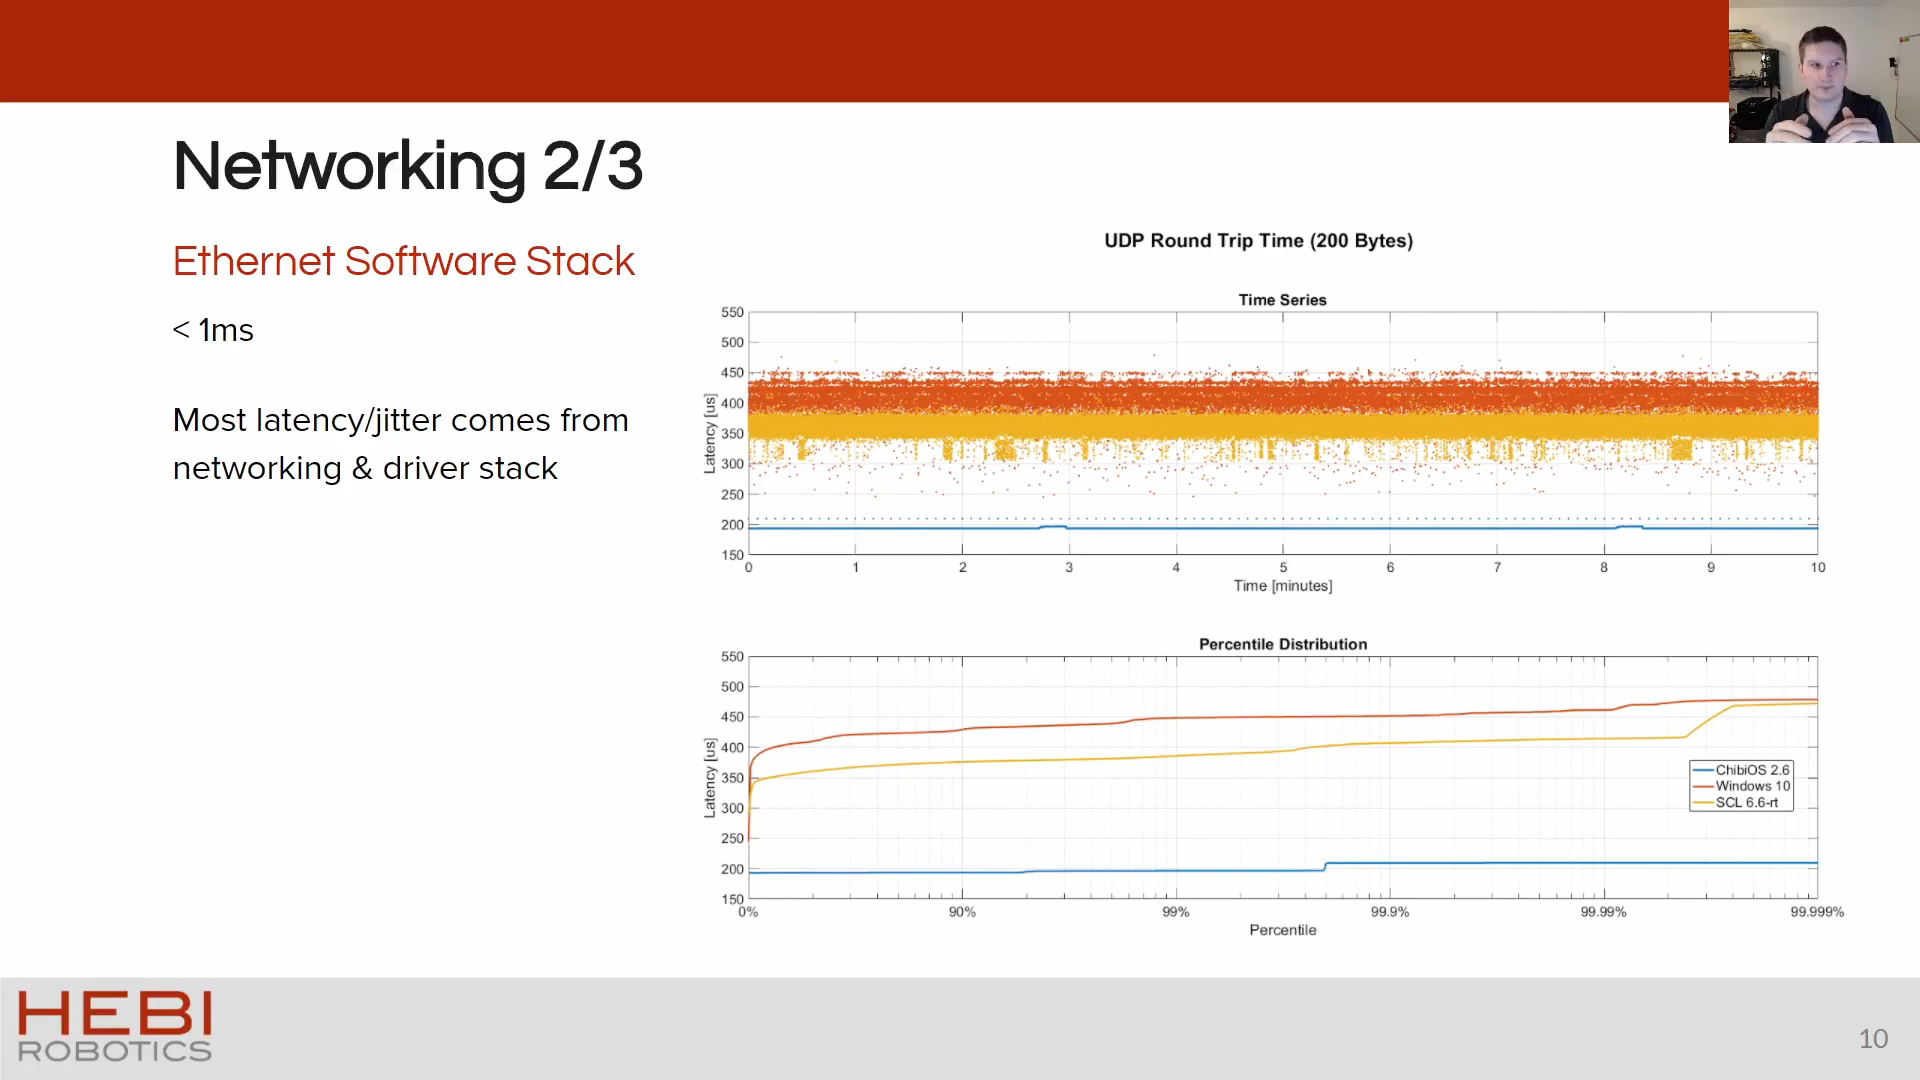 Networking 2/3
Ethernet Software Stack
< 1ms
Most latency/jitter comes from
networking & driver stack
UDP Round Trip Time (200 Bytes)
Time Series
550
500
450
400
350
300
250
200
150
Latency [us]
0 1 2 3 4 5 6 7 8 9 10
Time [minutes]
Percentile Distribution
550
500
450
400
350
300
250
200
150
Latency [us]
ChibiOS 2.6
Windows 10
SCL 6.6-rt
0% 90% 99% 99.9% 99.99% 99.999%
Percentile
HEBI
ROBOTICS
10